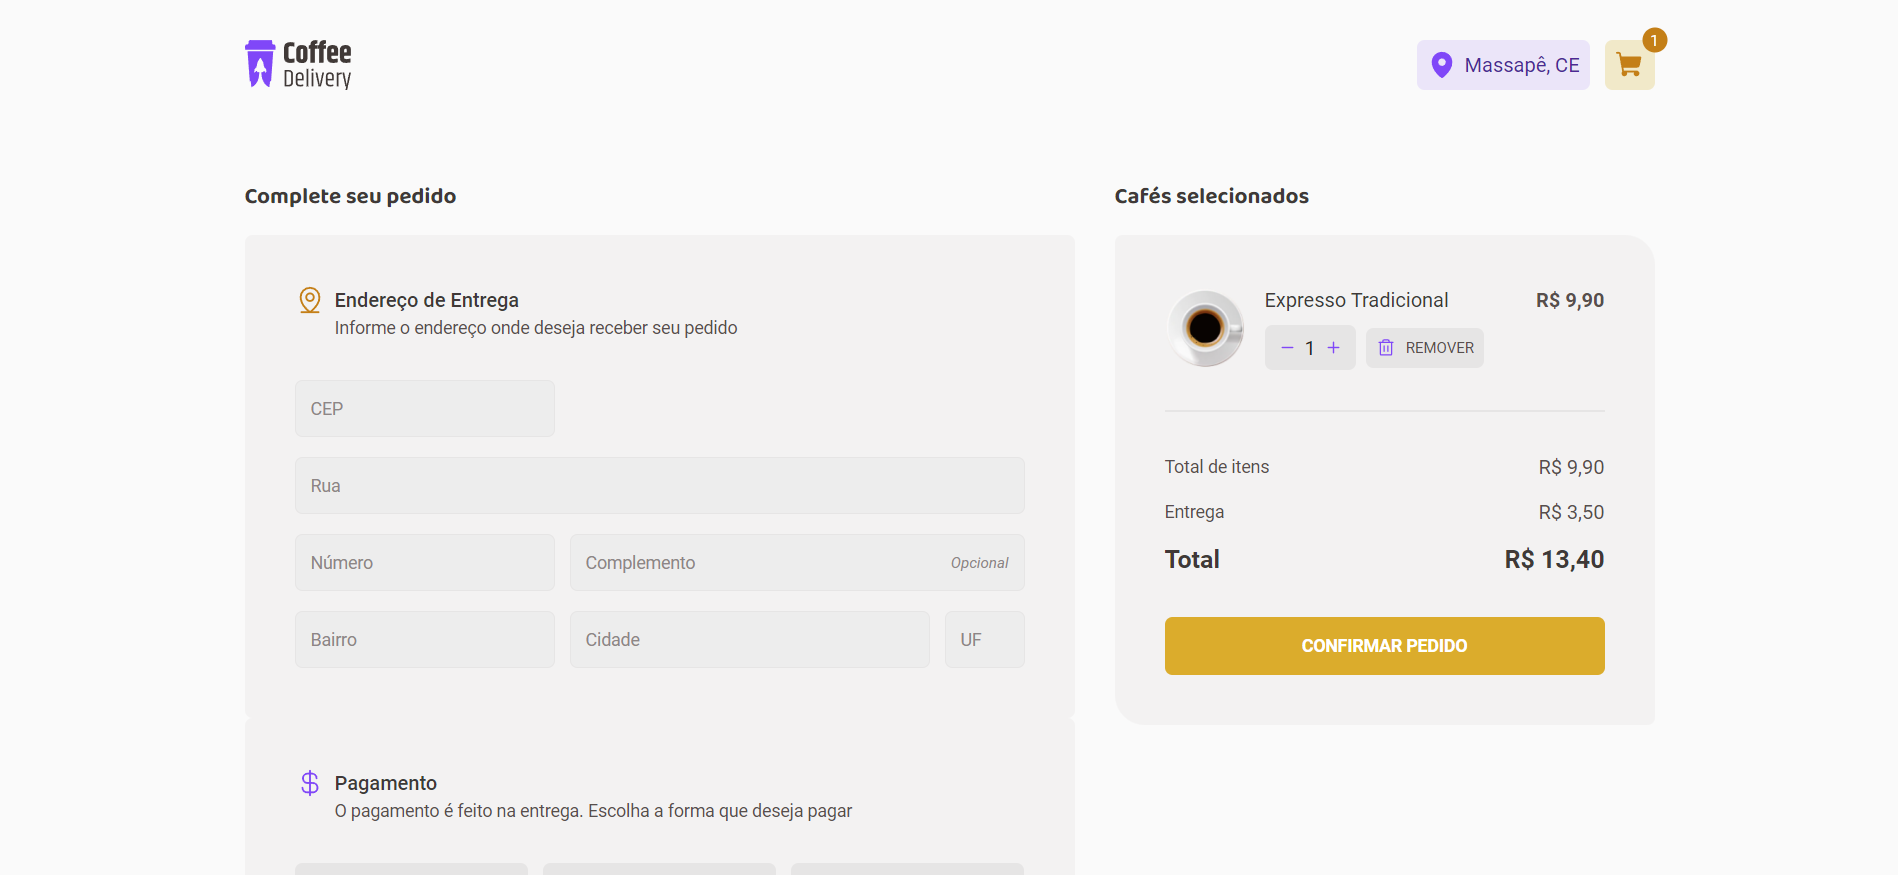 Coffee
Delivery
Massapê, CE
1
Complete seu pedido
Endereço de Entrega
Informe o endereço onde deseja receber seu pedido
CEP
Rua
Número
Complemento
Opcional
Bairro
Cidade
UF
Pagamento
O pagamento é feito na entrega. Escolha a forma que deseja pagar
Cafés selecionados
Expresso Tradicional
R$ 9,90
− 1 +
REMOVER
Total de itens
R$ 9,90
Entrega
R$ 3,50
Total
R$ 13,40
CONFIRMAR PEDIDO